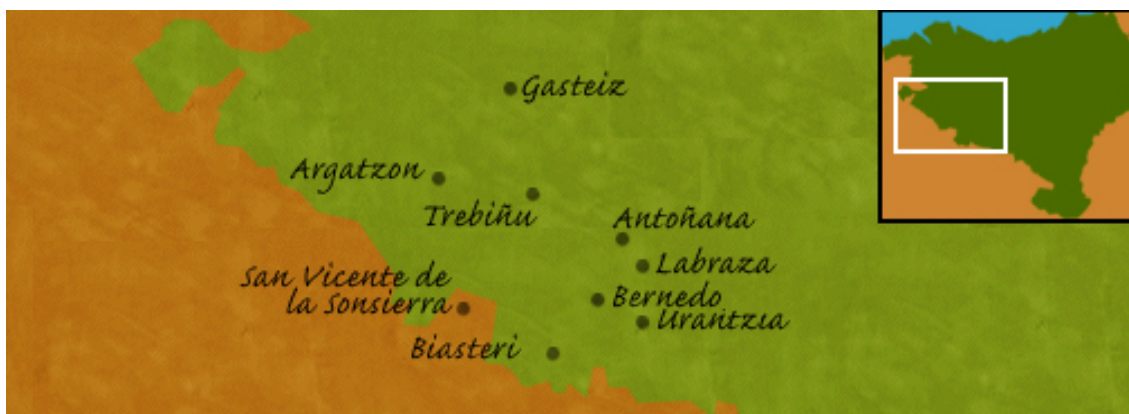 Gasteiz
Argatzon
Trebiñu
Antoñana
Labraza
San Vicente de
la Sonsierra
Bernedo
Urantzia
Biasteri